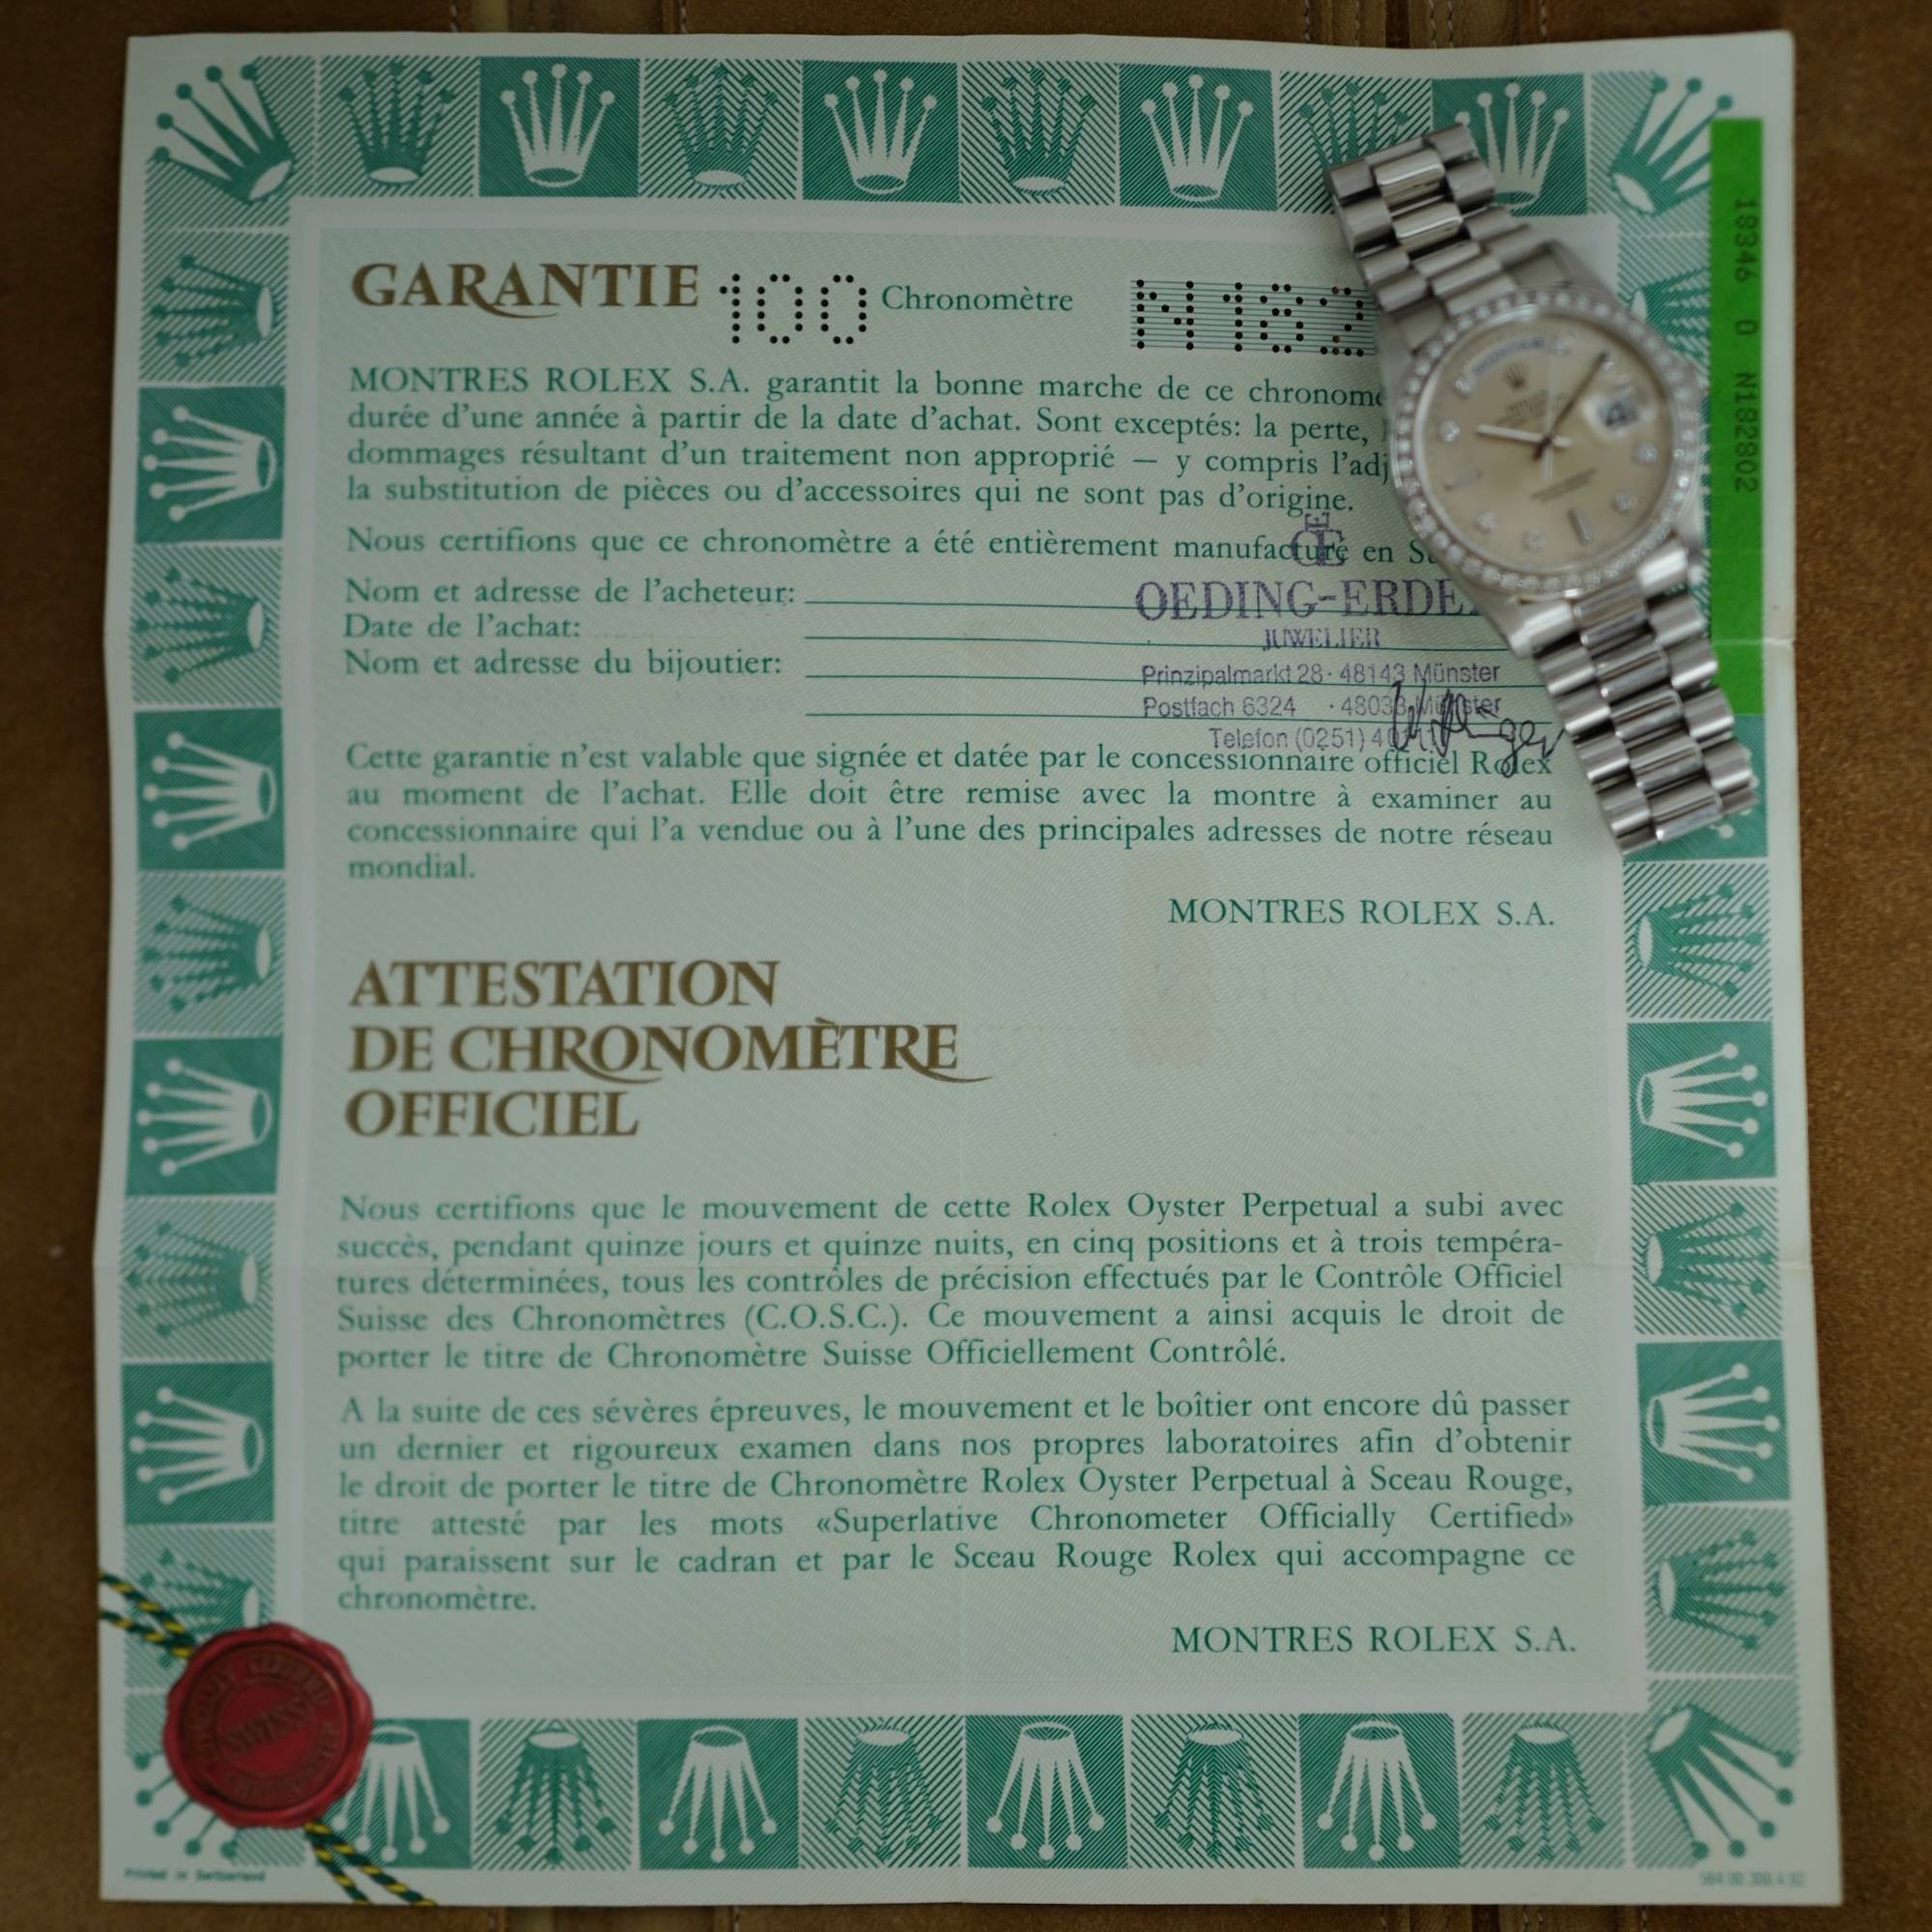 GARANTIE 100 Chronomètre N182
MONTRES ROLEX S.A. garantit la bonne marche de ce chronomè
durée d'une année à partir de la date d'achat. Sont exceptés: la perte,
dommages résultant d'un traitement non approprié — y compris l'adj
la substitution de pièces ou d'accessoires qui ne sont pas d'origine.
Nous certifions que ce chronomètre a été entièrement manufacturé en
Nom et adresse de l'acheteur:
Date de l'achat:
Nom et adresse du bijoutier:
OEDING-ERDE
JUWELIER
Prinzipalmarkt 28 · 48143 Münster
Postfach 6324 · 48033 Münster
Telefon (0251)
Cette garantie n'est valable que signée et datée par le concessionnaire officiel Rolex
au moment de l'achat. Elle doit être remise avec la montre à examiner au
concessionnaire qui l'a vendue ou à l'une des principales adresses de notre réseau
mondial.
MONTRES ROLEX S.A.
ATTESTATION
DE CHRONOMÈTRE
OFFICIEL
Nous certifions que le mouvement de cette Rolex Oyster Perpetual a subi avec
succès, pendant quinze jours et quinze nuits, en cinq positions et à trois tempéra-
tures déterminées, tous les contrôles de précision effectués par le Contrôle Officiel
Suisse des Chronomètres (C.O.S.C.). Ce mouvement a ainsi acquis le droit de
porter le titre de Chronomètre Suisse Officiellement Contrôlé.
A la suite de ces sévères épreuves, le mouvement et le boîtier ont encore dû passer
un dernier et rigoureux examen dans nos propres laboratoires afin d'obtenir
le droit de porter le titre de Chronomètre Rolex Oyster Perpetual à Sceau Rouge,
titre attesté par les mots «Superlative Chronometer Officially Certified»
qui paraissent sur le cadran et par le Sceau Rouge Rolex qui accompagne ce
chronomètre.
MONTRES ROLEX S.A.
18346 0 N182802
SWISS
Printed in Switzerland
564.00.300.4.92